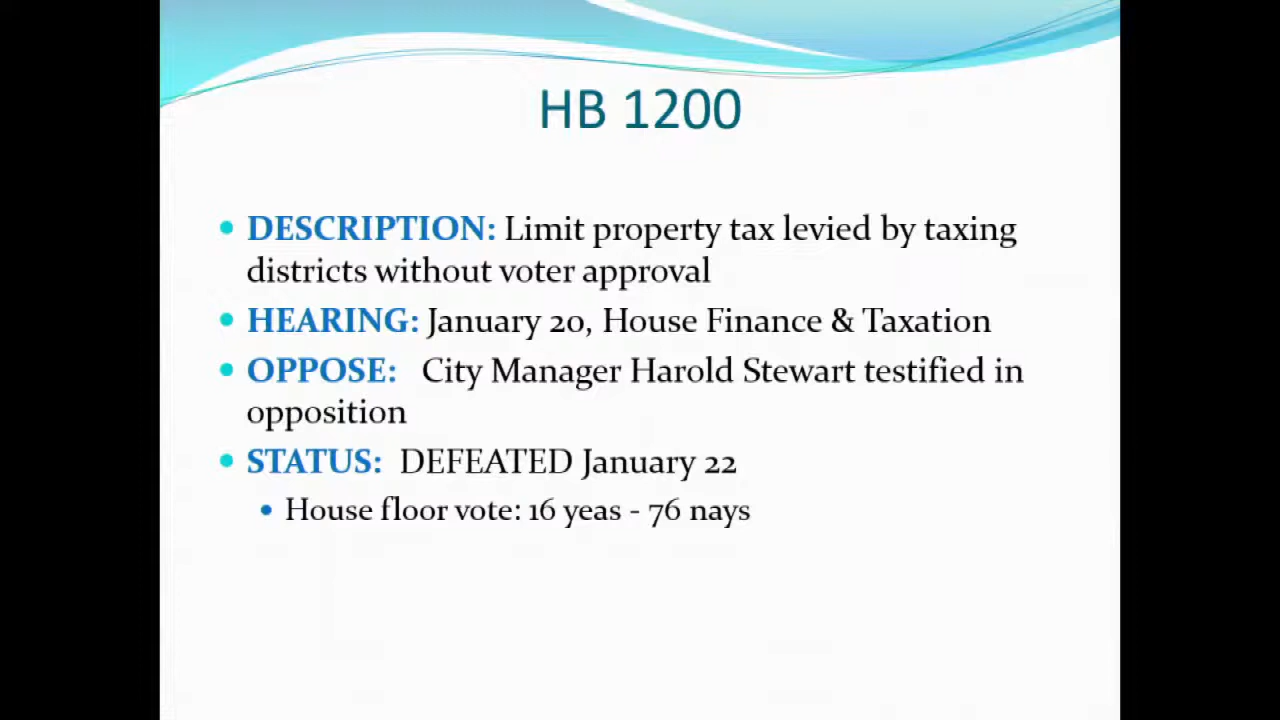 HB 1200
DESCRIPTION: Limit property tax levied by taxing
districts without voter approval
HEARING: January 20, House Finance & Taxation
OPPOSE: City Manager Harold Stewart testified in
opposition
STATUS: DEFEATED January 22
House floor vote: 16 yeas - 76 nays